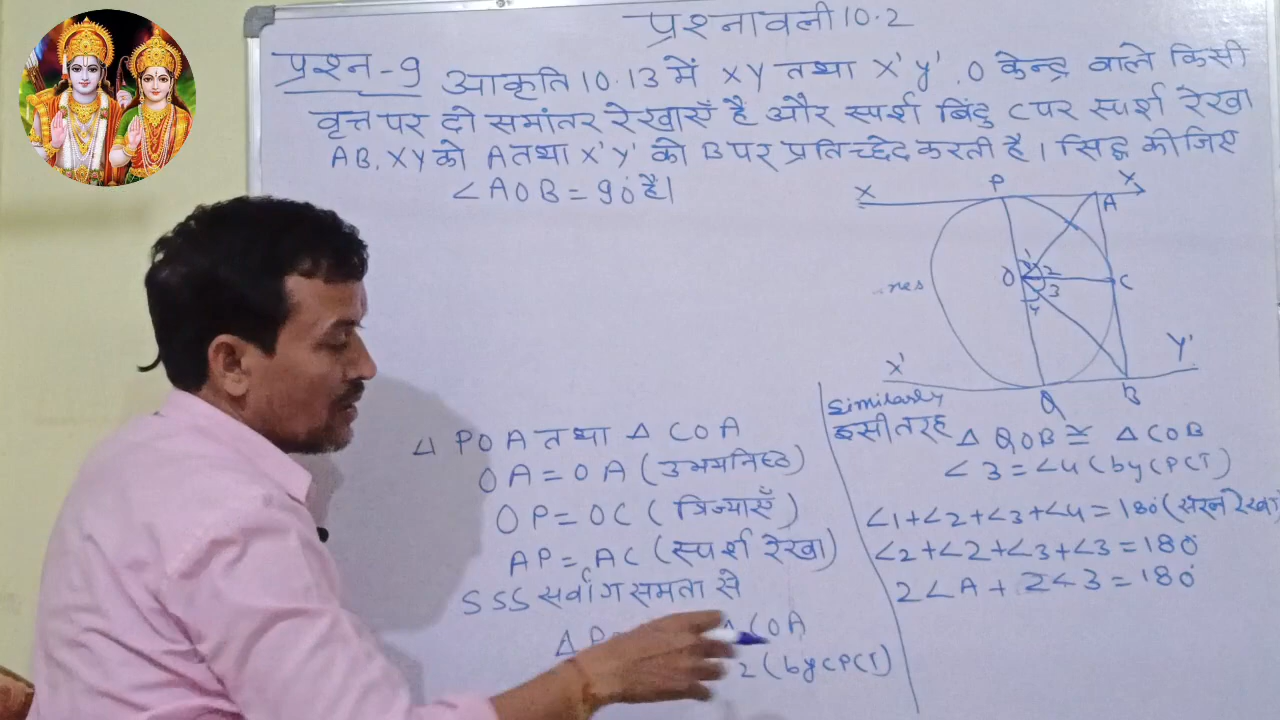 प्रश्नावली 10.2
प्रश्न-9 आकृति 10.13 में XY तथा X'y' , O केन्द्र वाले किसी
वृत्त पर दो समांतर रेखाएँ है और स्पर्श बिंदु C पर स्पर्श रेखा
AB, XY को A तथा X'Y' को B पर प्रतिच्छेद करती है। सिद्ध कीजिए
∠AOB = 90° है।
X P A X
O 1 2 3 4 C
res
X' Q B Y'
Δ POA तथा Δ COA
OA = OA (उभयनिष्ठ)
OP = OC ( त्रिज्याएँ )
AP = AC (स्पर्श रेखा)
SSS सर्वांगसमता से
Δ P COA
2 (by CPCT)
Similarly
इसी तरह Δ QOB ≅ Δ COB
∠3 = ∠4 (by CPCT)
∠1+∠2+∠3+∠4 = 180° (सरल रेखा)
∠2+∠2+∠3+∠3 = 180°
2∠A + 2∠3 = 180°